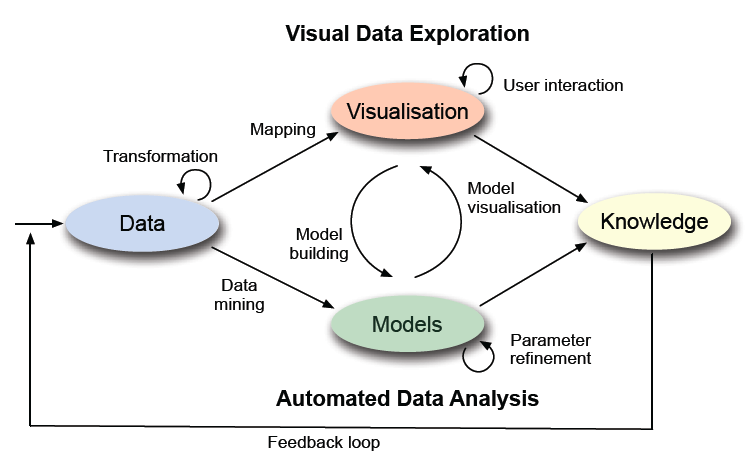 Visual Data Exploration
User interaction
Visualisation
Mapping
Transformation
Model
visualisation
Data
Knowledge
Model
building
Data
mining
Models
Parameter
refinement
Automated Data Analysis
Feedback loop